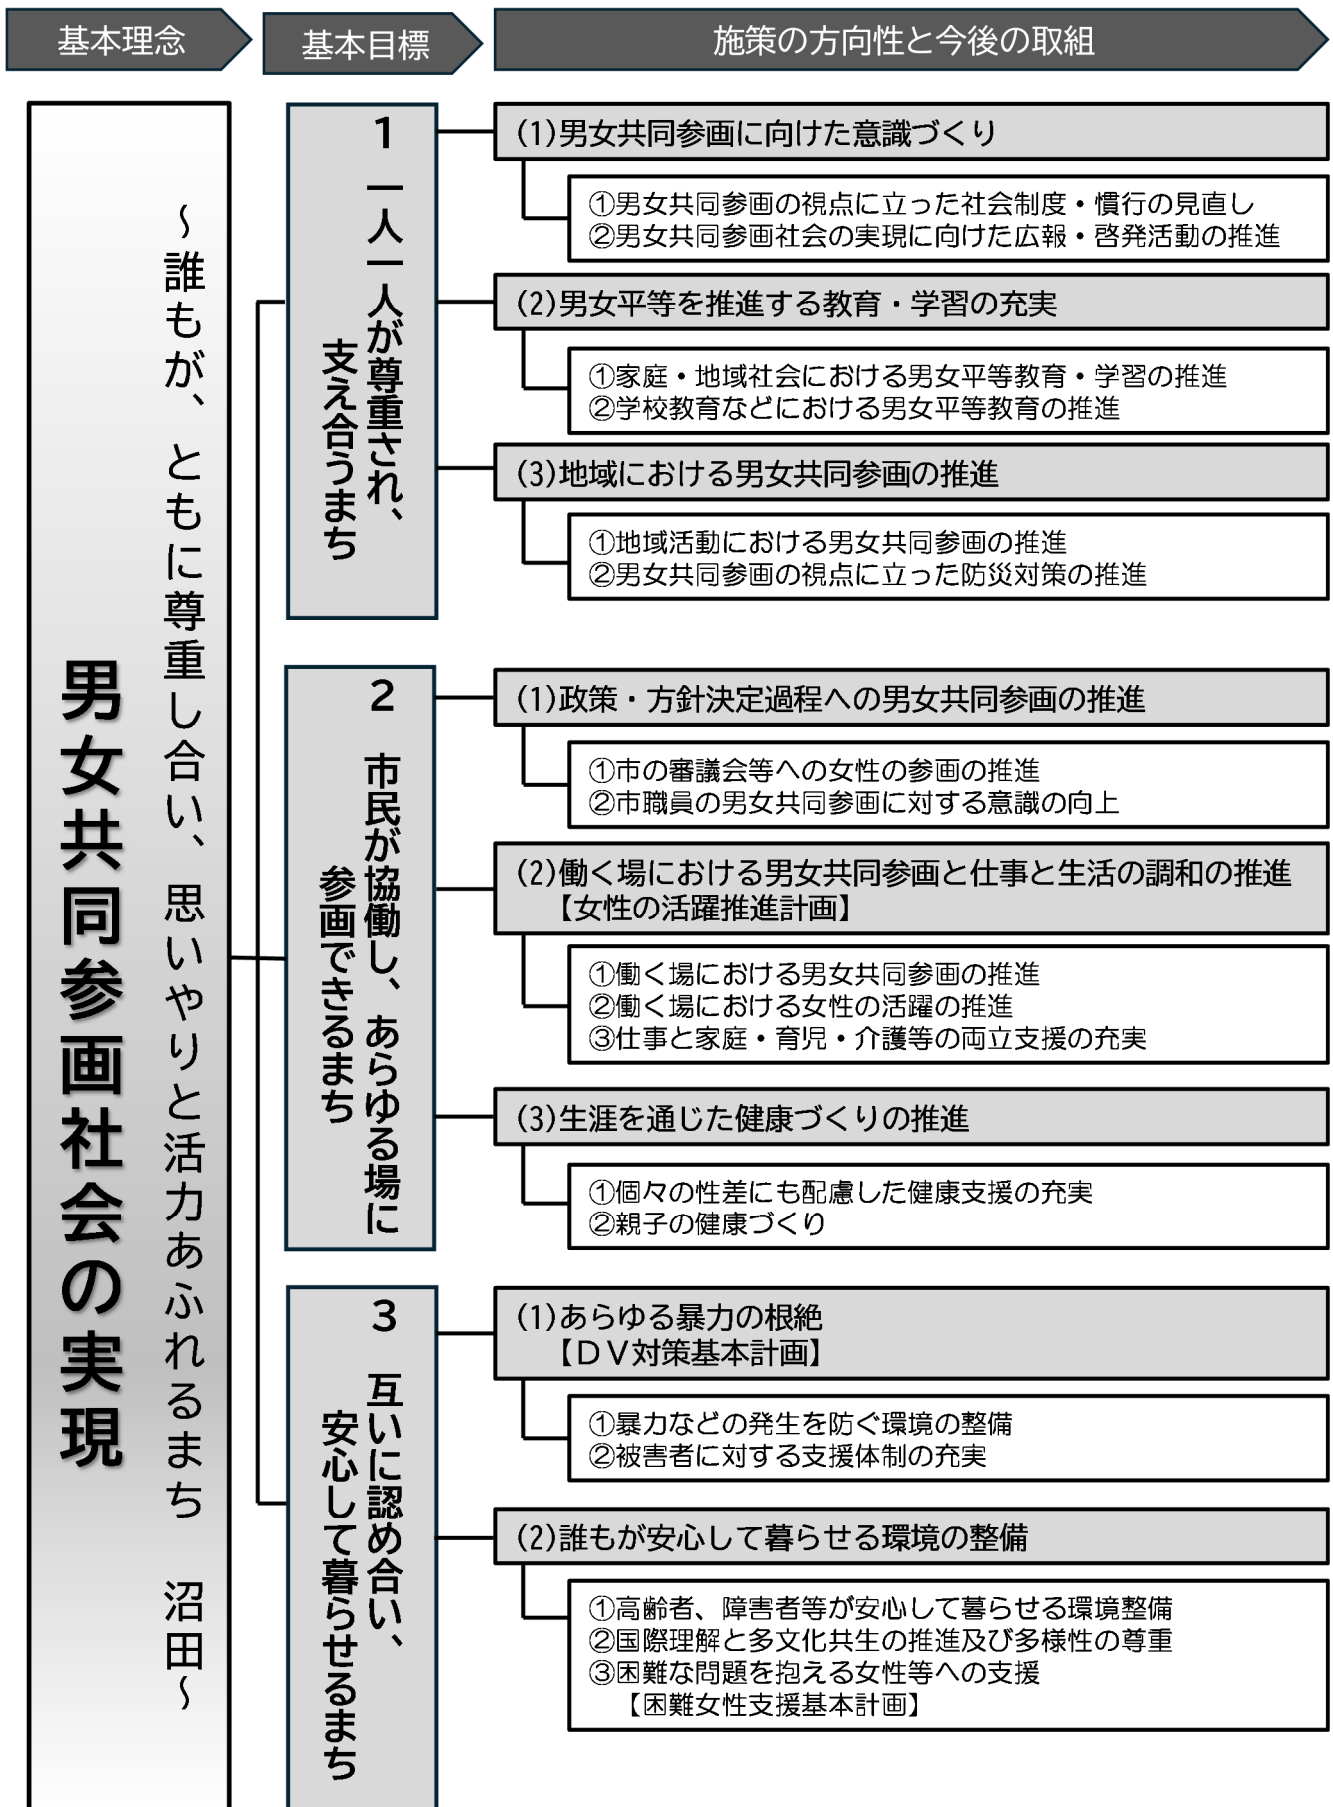 基本理念
基本目標
施策の方向性と今後の取組
男女共同参画社会の実現
～誰もが、ともに尊重し合い、思いやりと活力あふれるまち　沼田～
1　一人一人が尊重され、
支え合うまち
(1)男女共同参画に向けた意識づくり
①男女共同参画の視点に立った社会制度・慣行の見直し
②男女共同参画社会の実現に向けた広報・啓発活動の推進
(2)男女平等を推進する教育・学習の充実
①家庭・地域社会における男女平等教育・学習の推進
②学校教育などにおける男女平等教育の推進
(3)地域における男女共同参画の推進
①地域活動における男女共同参画の推進
②男女共同参画の視点に立った防災対策の推進
2　市民が協働し、あらゆる場に
参画できるまち
(1)政策・方針決定過程への男女共同参画の推進
①市の審議会等への女性の参画の推進
②市職員の男女共同参画に対する意識の向上
(2)働く場における男女共同参画と仕事と生活の調和の推進
【女性の活躍推進計画】
①働く場における男女共同参画の推進
②働く場における女性の活躍の推進
③仕事と家庭・育児・介護等の両立支援の充実
(3)生涯を通じた健康づくりの推進
①個々の性差にも配慮した健康支援の充実
②親子の健康づくり
3　互いに認め合い、
安心して暮らせるまち
(1)あらゆる暴力の根絶
【ＤＶ対策基本計画】
①暴力などの発生を防ぐ環境の整備
②被害者に対する支援体制の充実
(2)誰もが安心して暮らせる環境の整備
①高齢者、障害者等が安心して暮らせる環境整備
②国際理解と多文化共生の推進及び多様性の尊重
③困難な問題を抱える女性等への支援
【困難女性支援基本計画】